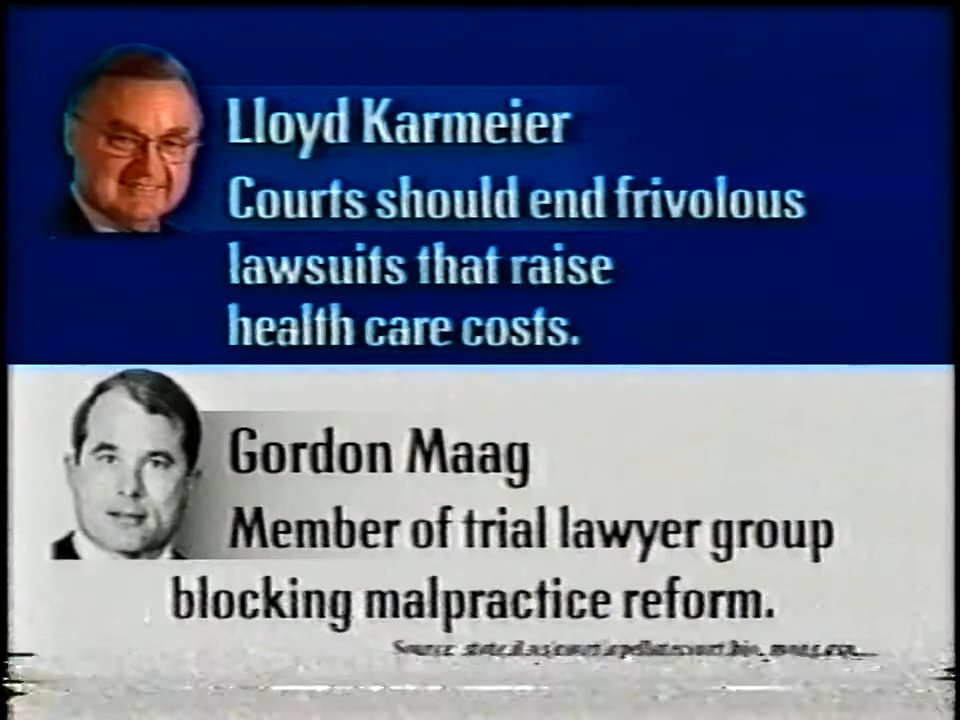 Lloyd Karmeier
Courts should end frivolous
lawsuits that raise
health care costs.
Gordon Maag
Member of trial lawyer group
blocking malpractice reform.
Source: